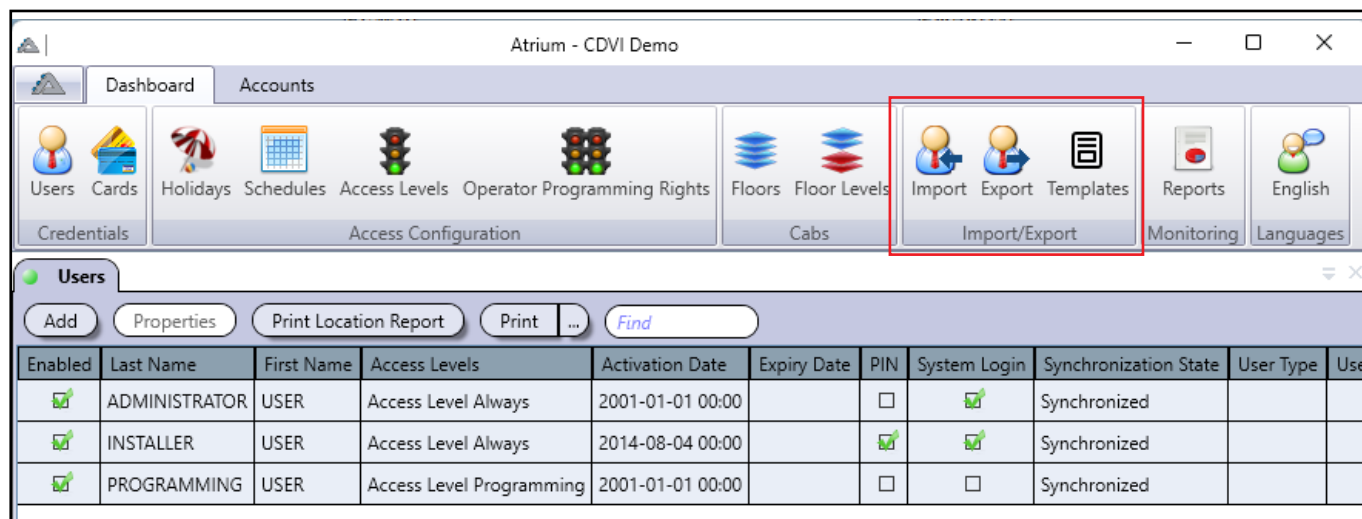 Atrium - CDVI Demo
Dashboard Accounts
Users Cards Holidays Schedules Access Levels Operator Programming Rights Floors Floor Levels Import Export Templates Reports English
Credentials Access Configuration Cabs Import/Export Monitoring Languages
Users
Add Properties Print Location Report Print ... Find
Enabled Last Name First Name Access Levels Activation Date Expiry Date PIN System Login Synchronization State User Type Use
ADMINISTRATOR USER Access Level Always 2001-01-01 00:00 Synchronized
INSTALLER USER Access Level Always 2014-08-04 00:00 Synchronized
PROGRAMMING USER Access Level Programming 2001-01-01 00:00 Synchronized